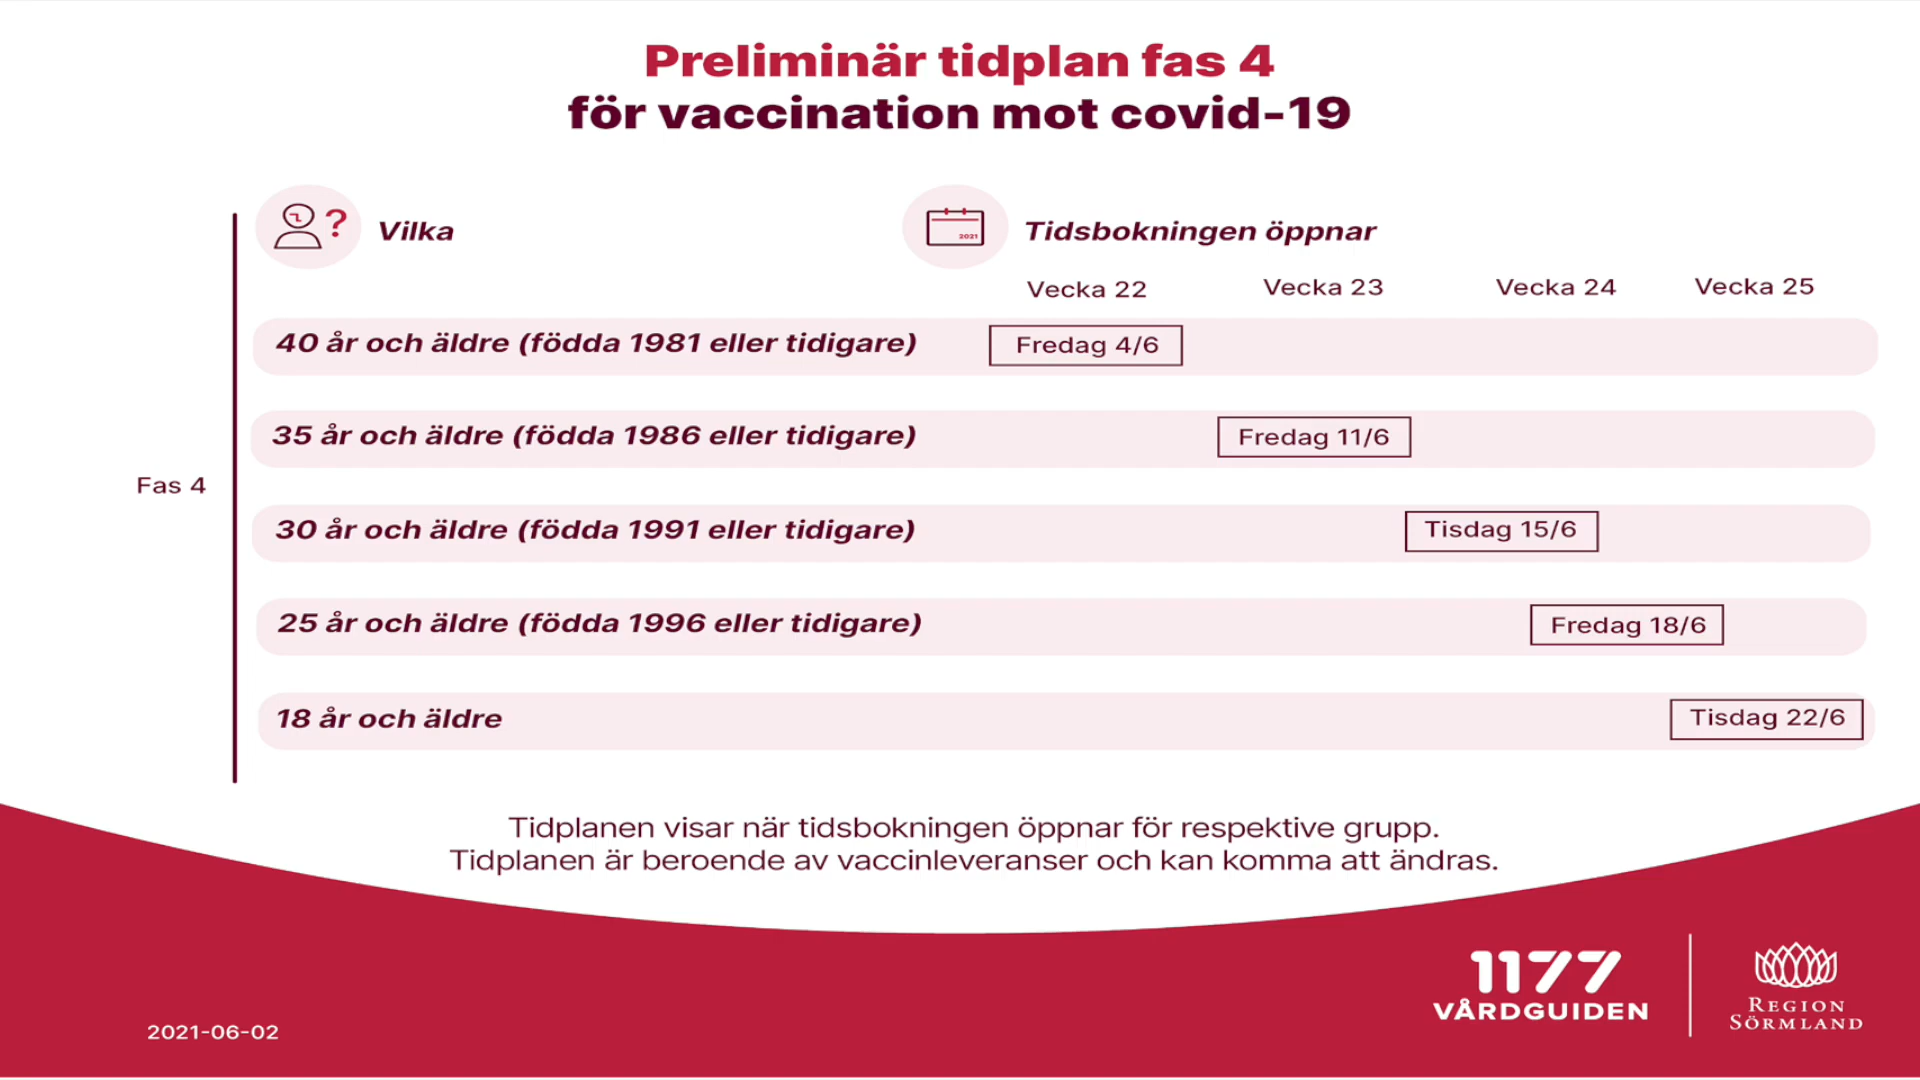 Preliminär tidplan fas 4
för vaccination mot covid-19
Vilka
2021
Tidsbokningen öppnar
Vecka 22 Vecka 23 Vecka 24 Vecka 25
40 år och äldre (födda 1981 eller tidigare) Fredag 4/6
35 år och äldre (födda 1986 eller tidigare) Fredag 11/6
Fas 4
30 år och äldre (födda 1991 eller tidigare) Tisdag 15/6
25 år och äldre (födda 1996 eller tidigare) Fredag 18/6
18 år och äldre Tisdag 22/6
Tidplanen visar när tidsbokningen öppnar för respektive grupp.
Tidplanen är beroende av vaccinleveranser och kan komma att ändras.
1177
VÅRDGUIDEN
REGION
SÖRMLAND
2021-06-02